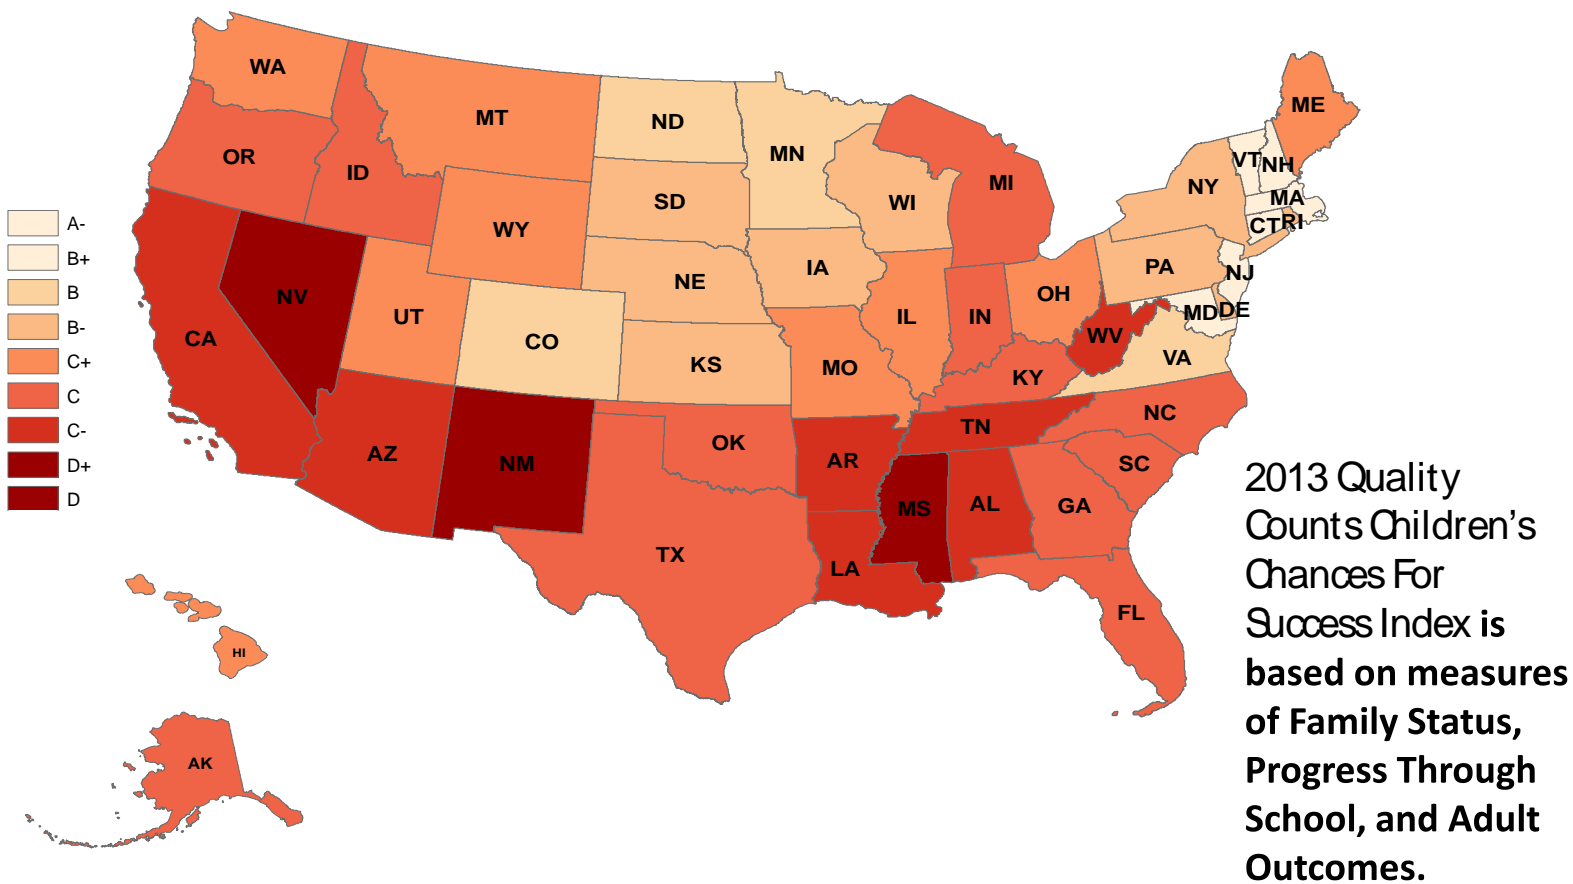 WA
MT
ME
ND
OR
MN
VT
NH
ID
MI
NY
SD
WI
MA
WY
CT
RI
A-
B+
B
B-
C+
C
C-
D+
D
IA
PA
NJ
NE
NV
OH
UT
IL
IN
MD
DE
CA
CO
WV
VA
KS
MO
KY
NC
TN
OK
AZ
AR
NM
SC
AL
GA
MS
TX
LA
FL
HI
AK
2013 Quality
Counts Children’s
Chances For
Success Index is
based on measures
of Family Status,
Progress Through
School, and Adult
Outcomes.